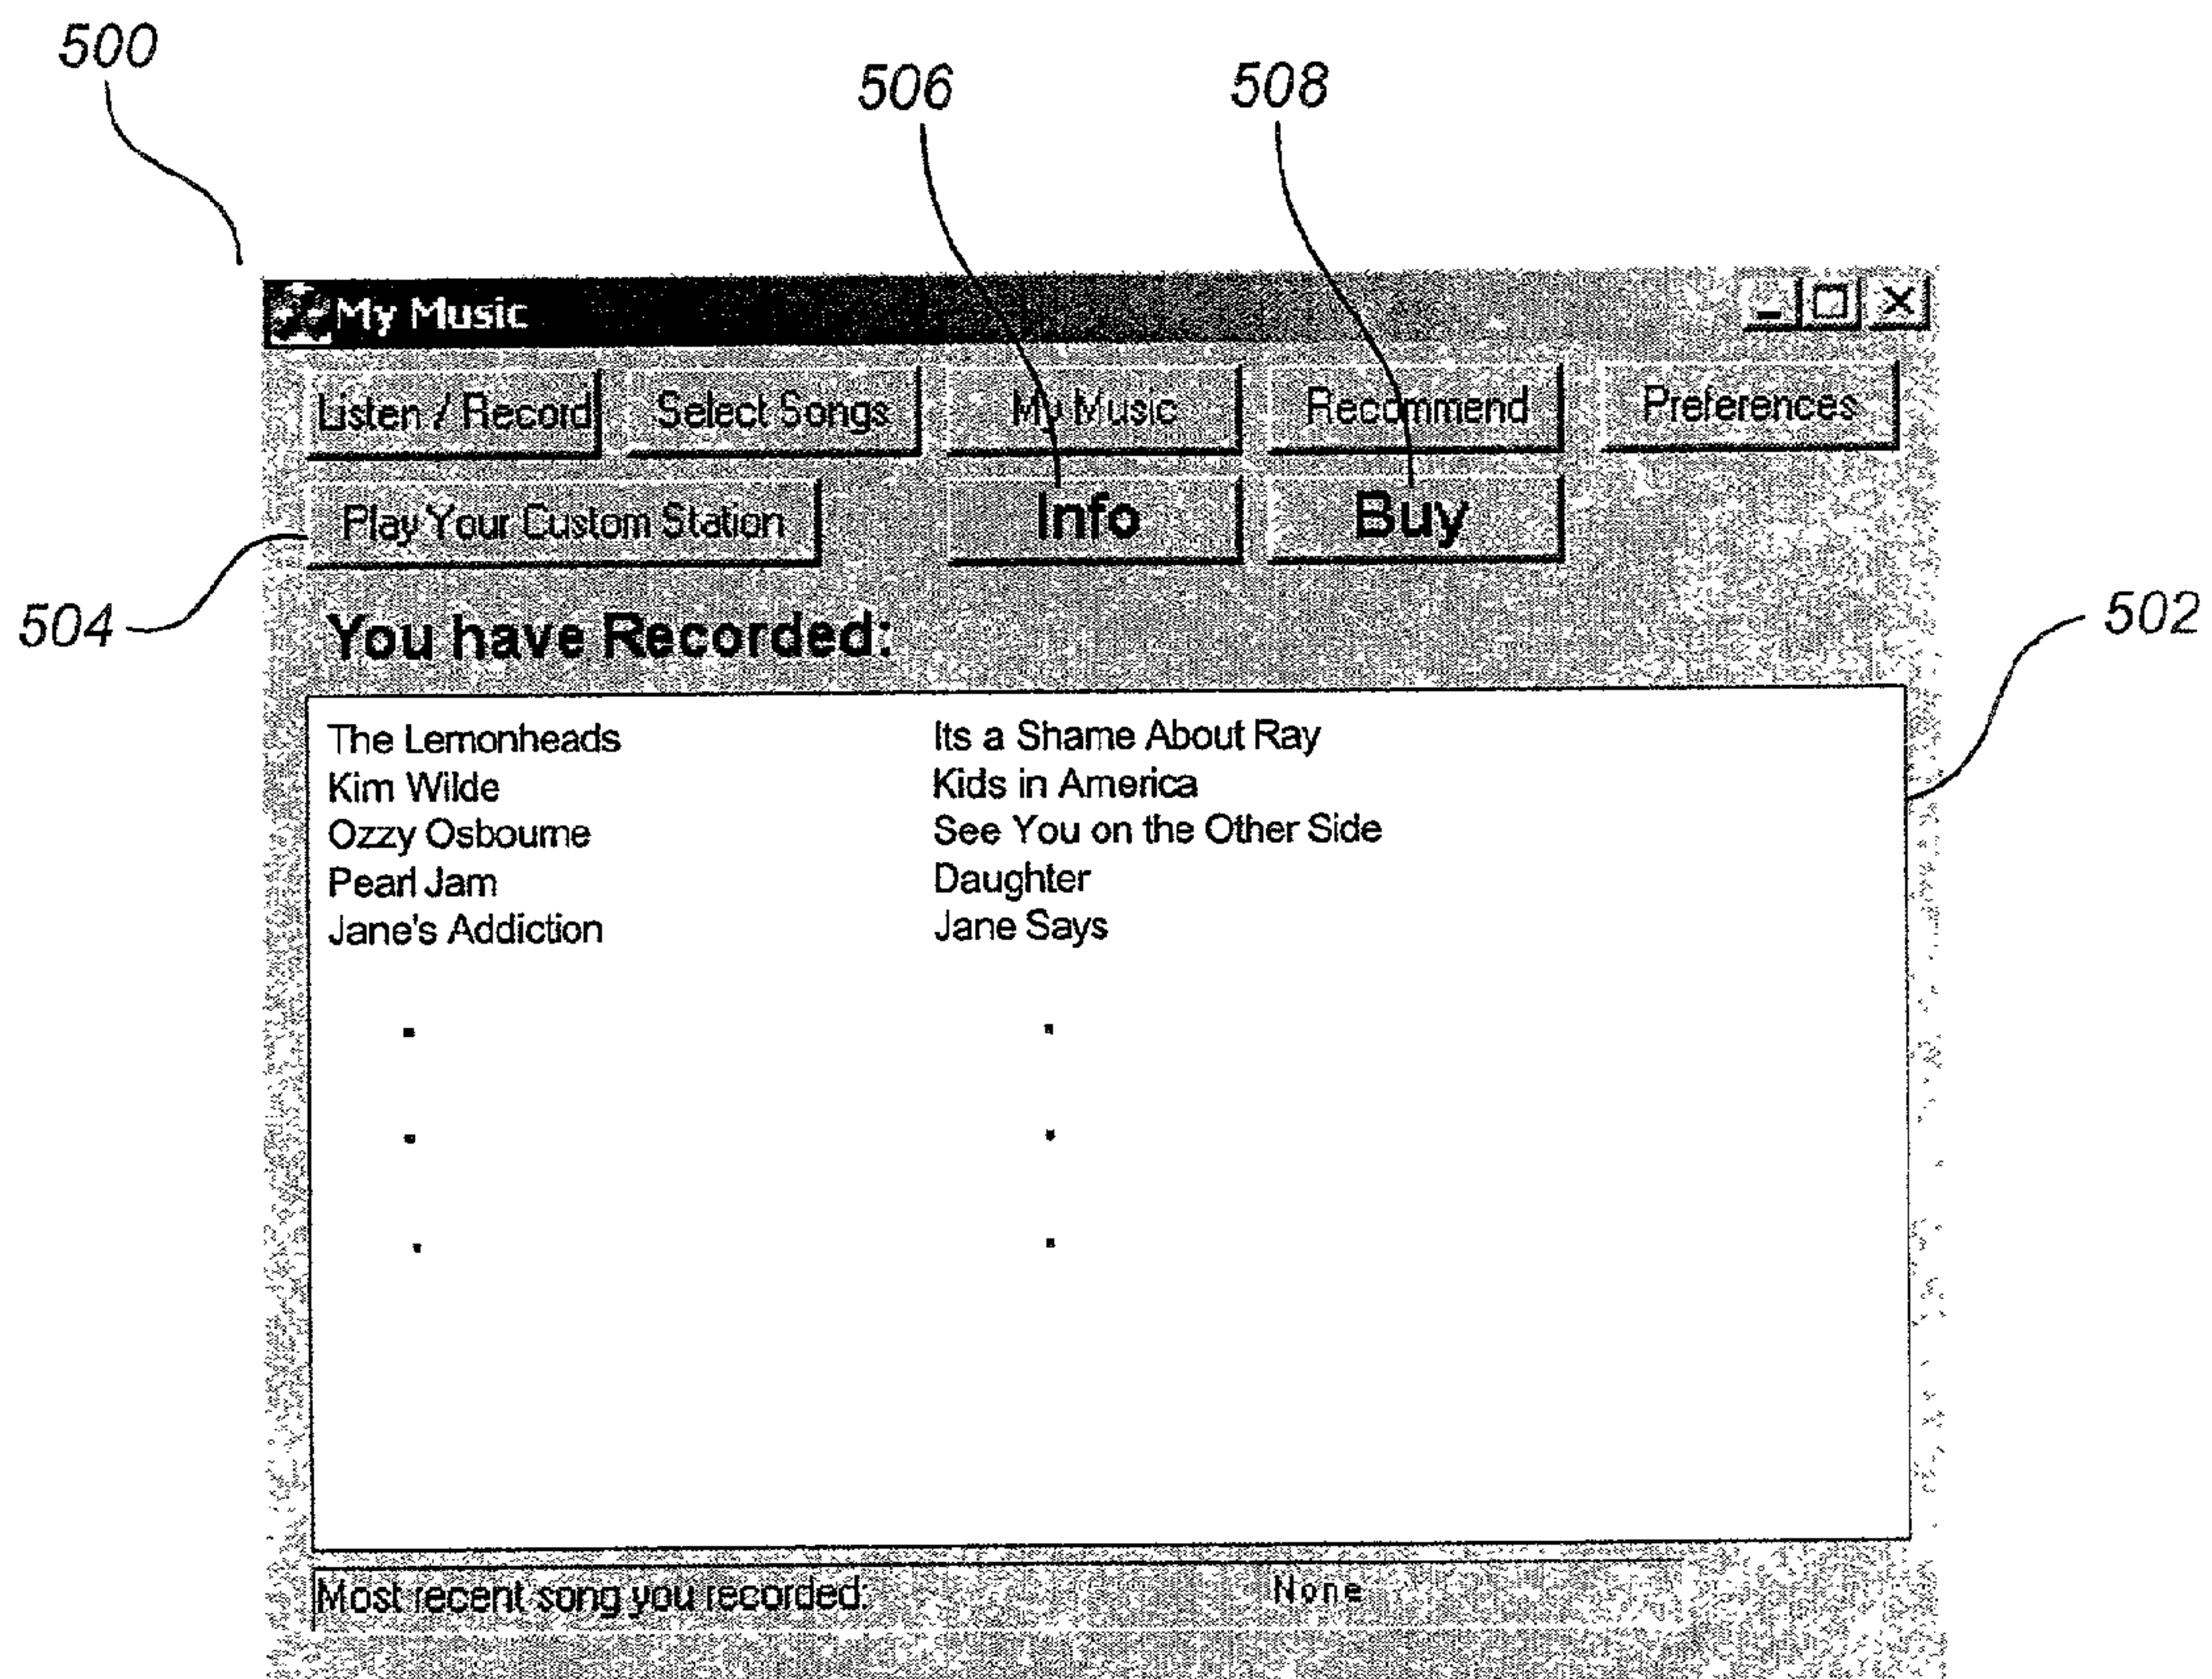 500
506 508
My Music
Listen / Record Select Songs My Music Recommend Preferences
Play Your Custom Station Info Buy
504
502
You have Recorded:
The Lemonheads Its a Shame About Ray
Kim Wilde Kids in America
Ozzy Osbourne See You on the Other Side
Pearl Jam Daughter
Jane's Addiction Jane Says
Most recent song you recorded: None